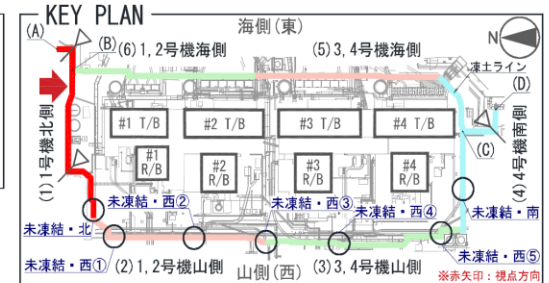 KEY PLAN
海側(東)
N
(A)
(B)
(6)1,2号機海側
(5)3,4号機海側
凍土ライン
(D)
#1 T/B
#2 T/B
#3 T/B
#4 T/B
(C)
(1)1号機北側
(4)4号機南側
#1
R/B
#2
R/B
#3
R/B
#4
R/B
未凍結・北
未凍結・西②
未凍結・西③
未凍結・西④
未凍結・南
未凍結・西①
(2)1,2号機山側
山側(西)
(3)3,4号機山側
未凍結・西⑤
※赤矢印：視点方向